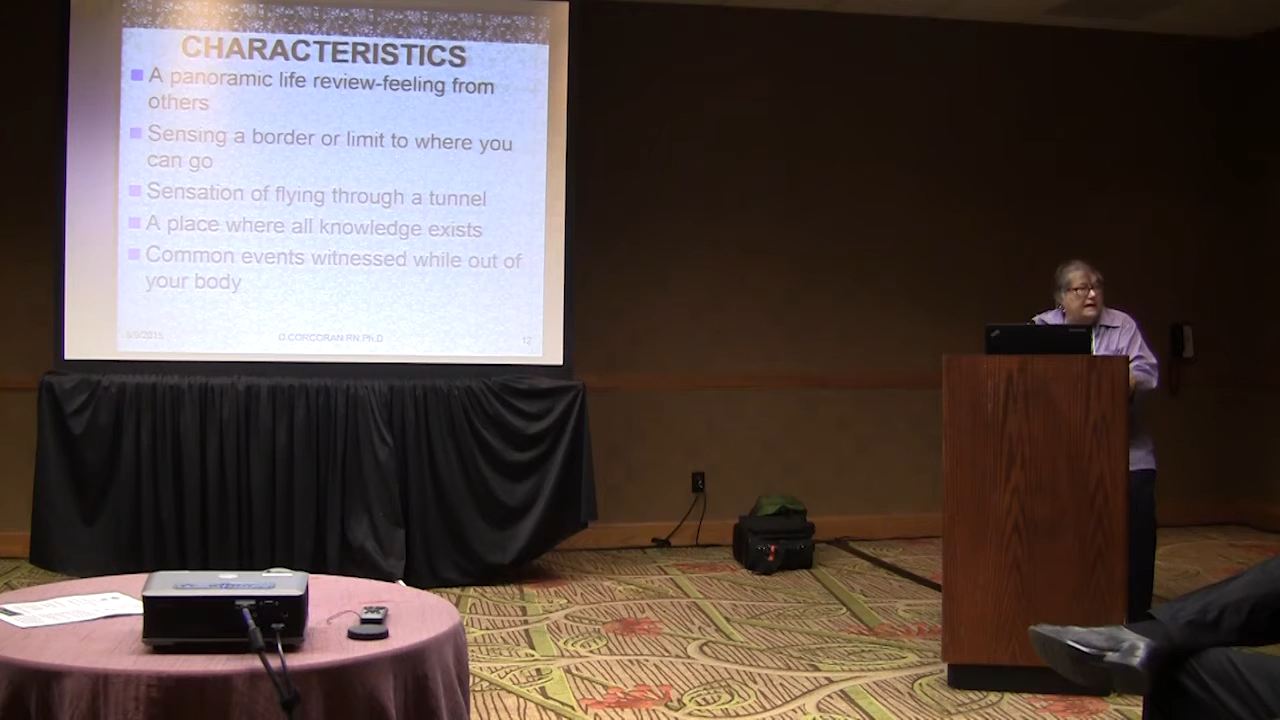 CHARACTERISTICS
A panoramic life review-feeling from
others
Sensing a border or limit to where you
can go
Sensation of flying through a tunnel
A place where all knowledge exists
Common events witnessed while out of
your body
D.CORCORAN.RN.Ph.D
12